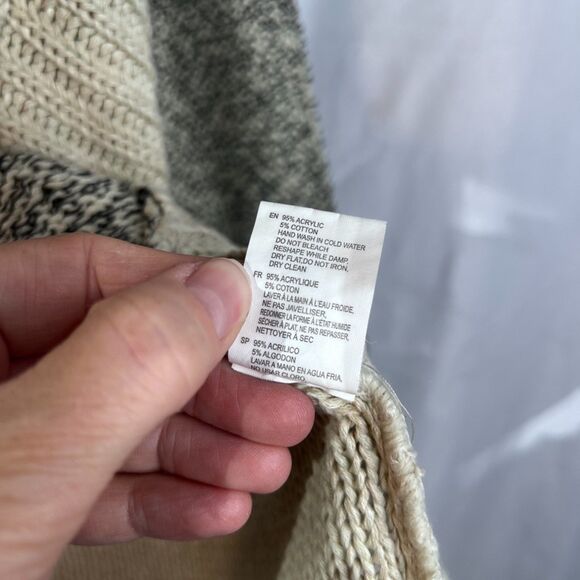 EN 95% ACRYLIC
5% COTTON
HAND WASH IN COLD WATER
DO NOT BLEACH
RESHAPE WHILE DAMP
DRY FLAT,DO NOT IRON,
DRY CLEAN
FR 95% ACRYLIQUE
5% COTON
LAVER À LA MAIN À L'EAU FROIDE,
NE PAS JAVELLISER,
REDONNER LA FORME À L'ÉTAT HUMIDE
SÉCHER À PLAT, NE PAS REPASSER,
NETTOYER À SEC
SP 95% ACRILICO
5% ALGODON
LAVAR A MANO EN AGUA FRIA,
NO USAR CLORO